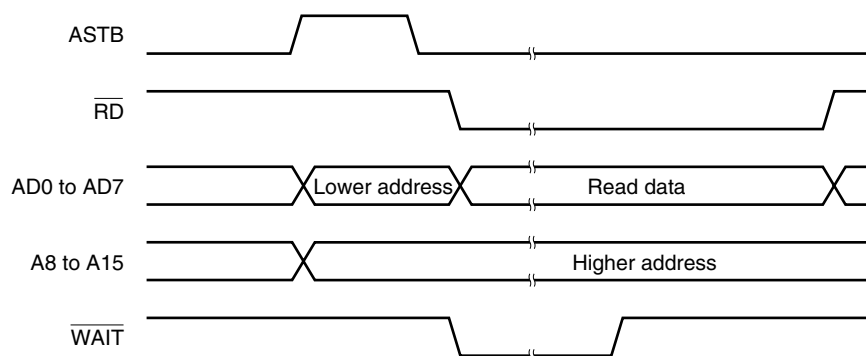 ASTB
RD
AD0 to AD7
Lower address
Read data
A8 to A15
Higher address
WAIT